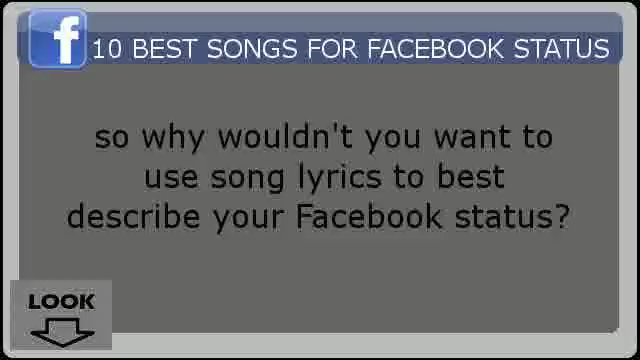 10 BEST SONGS FOR FACEBOOK STATUS
so why wouldn't you want to
use song lyrics to best
describe your Facebook status?
LOOK